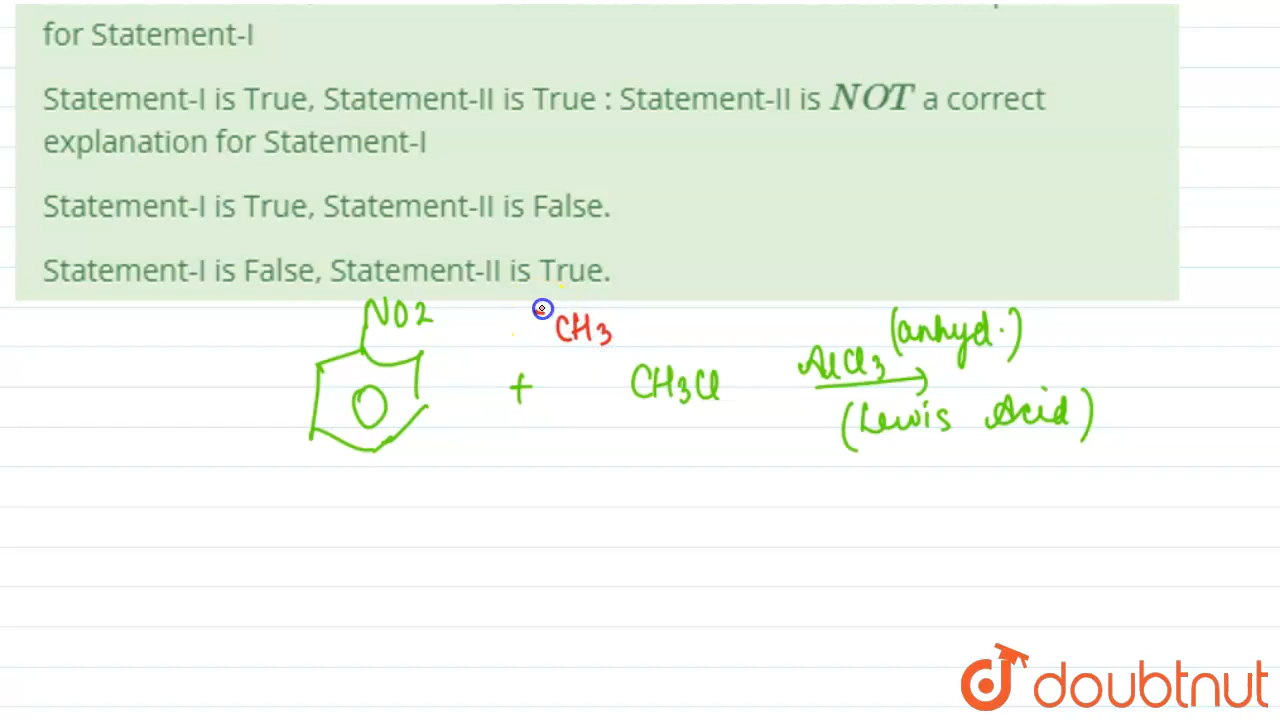 for Statement-I
Statement-I is True, Statement-II is True : Statement-II is NOT a correct
explanation for Statement-I
Statement-I is True, Statement-II is False.
Statement-I is False, Statement-II is True.
NO2
CH3
(anhyd.)
+ CH3Cl
AlCl3
(Lewis Acid)
doubtnut